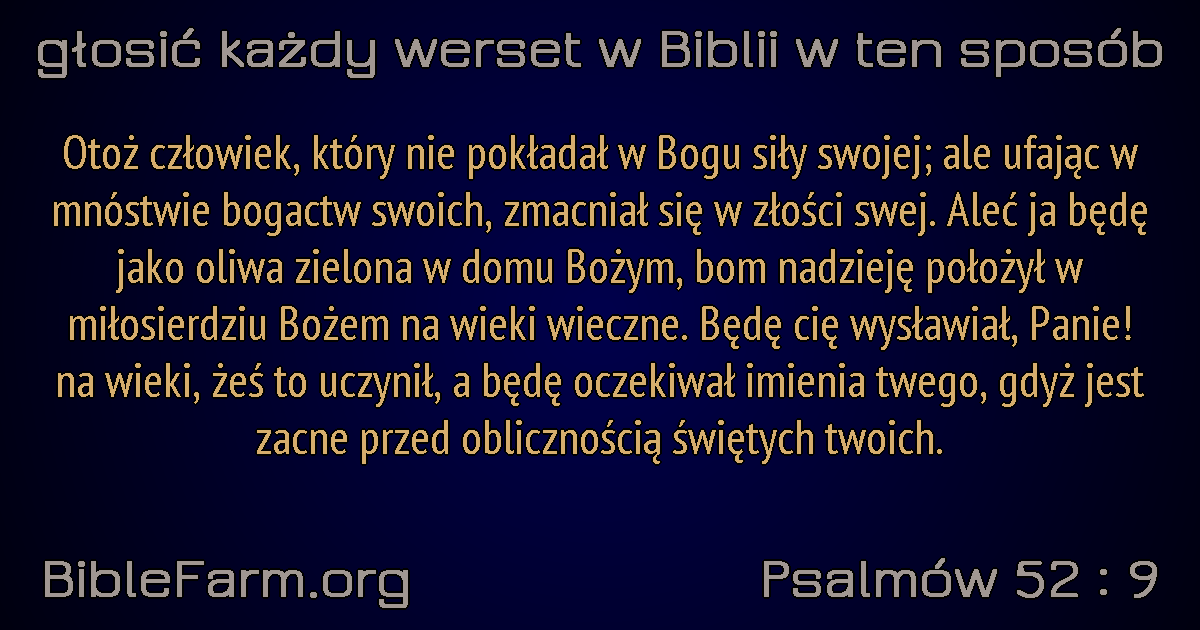 głosić każdy werset w Biblii w ten sposób
Otoż człowiek, który nie pokładał w Bogu siły swojej; ale ufając w
mnóstwie bogactw swoich, zmacniał się w złości swej. Aleć ja będę
jako oliwa zielona w domu Bożym, bom nadzieję położył w
miłosierdziu Bożem na wieki wieczne. Będę cię wysławiał, Panie!
na wieki, żeś to uczynił, a będę oczekiwał imienia twego, gdyż jest
zacne przed oblicznością świętych twoich.
BibleFarm.org
Psalmów 52 : 9